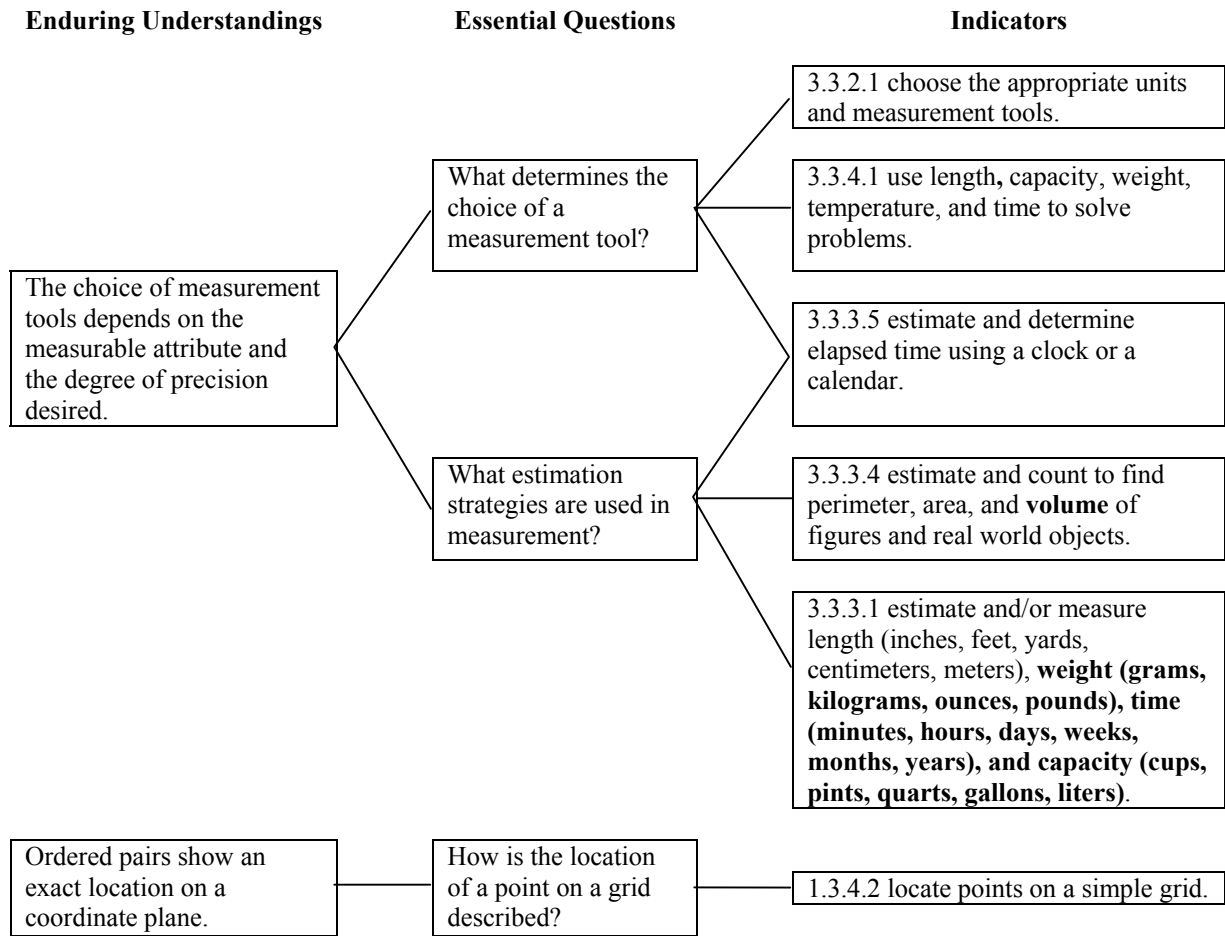 Enduring Understandings
Essential Questions
Indicators
3.3.2.1 choose the appropriate units
and measurement tools.
What determines the
choice of a
measurement tool?
3.3.4.1 use length, capacity, weight,
temperature, and time to solve
problems.
The choice of measurement
tools depends on the
measurable attribute and
the degree of precision
desired.
3.3.3.5 estimate and determine
elapsed time using a clock or a
calendar.
What estimation
strategies are used in
measurement?
3.3.3.4 estimate and count to find
perimeter, area, and volume of
figures and real world objects.
3.3.3.1 estimate and/or measure
length (inches, feet, yards,
centimeters, meters), weight (grams,
kilograms, ounces, pounds), time
(minutes, hours, days, weeks,
months, years), and capacity (cups,
pints, quarts, gallons, liters).
Ordered pairs show an
exact location on a
coordinate plane.
How is the location
of a point on a grid
described?
1.3.4.2 locate points on a simple grid.